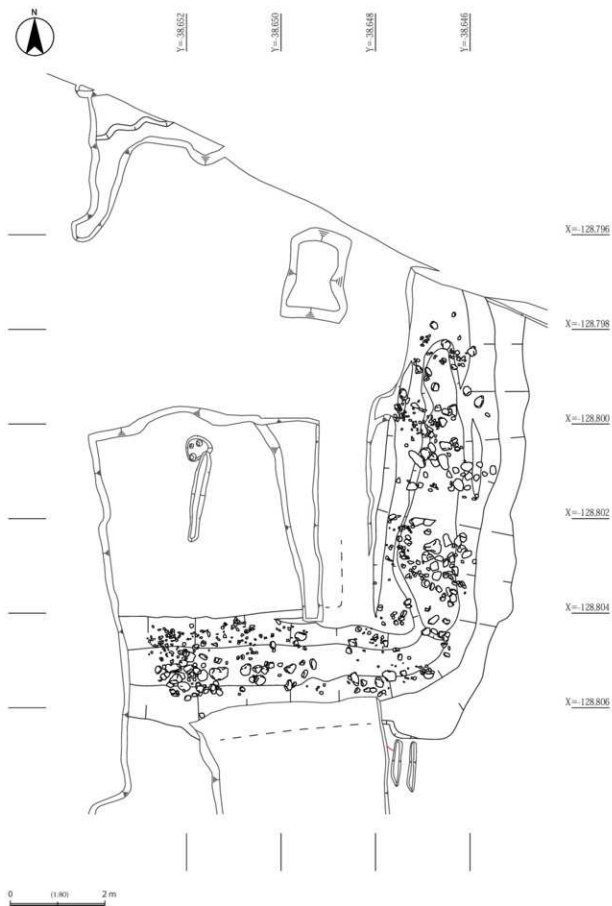 N
Y=-38,652
Y=-38,650
Y=-38,648
Y=-38,646
X=-128,796
X=-128,798
X=-128,800
X=-128,802
X=-128,804
X=-128,806
0 (1:80) 2 m